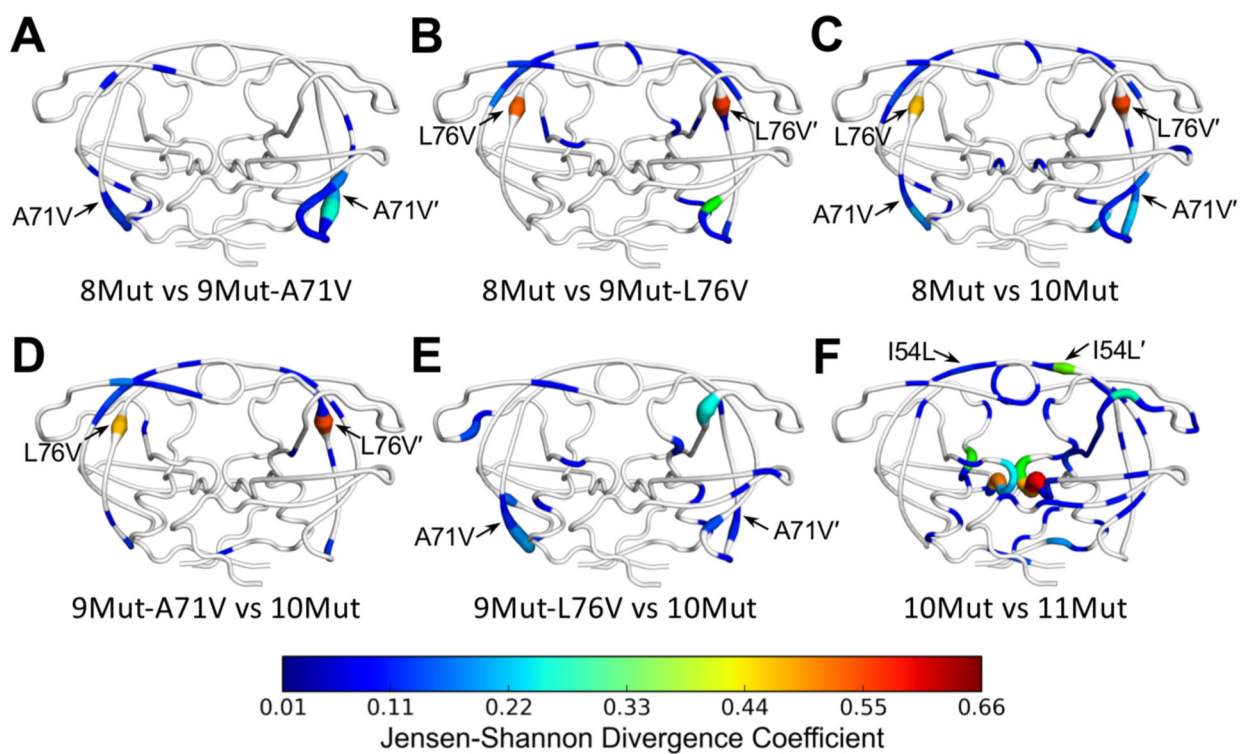 A
B
C
L76V
L76V′
L76V
L76V′
A71V
A71V′
A71V
A71V′
8Mut vs 9Mut-A71V
8Mut vs 9Mut-L76V
8Mut vs 10Mut
D
E
F
I54L
I54L′
L76V
L76V′
A71V
A71V′
9Mut-A71V vs 10Mut
9Mut-L76V vs 10Mut
10Mut vs 11Mut
0.01 0.11 0.22 0.33 0.44 0.55 0.66
Jensen-Shannon Divergence Coefficient